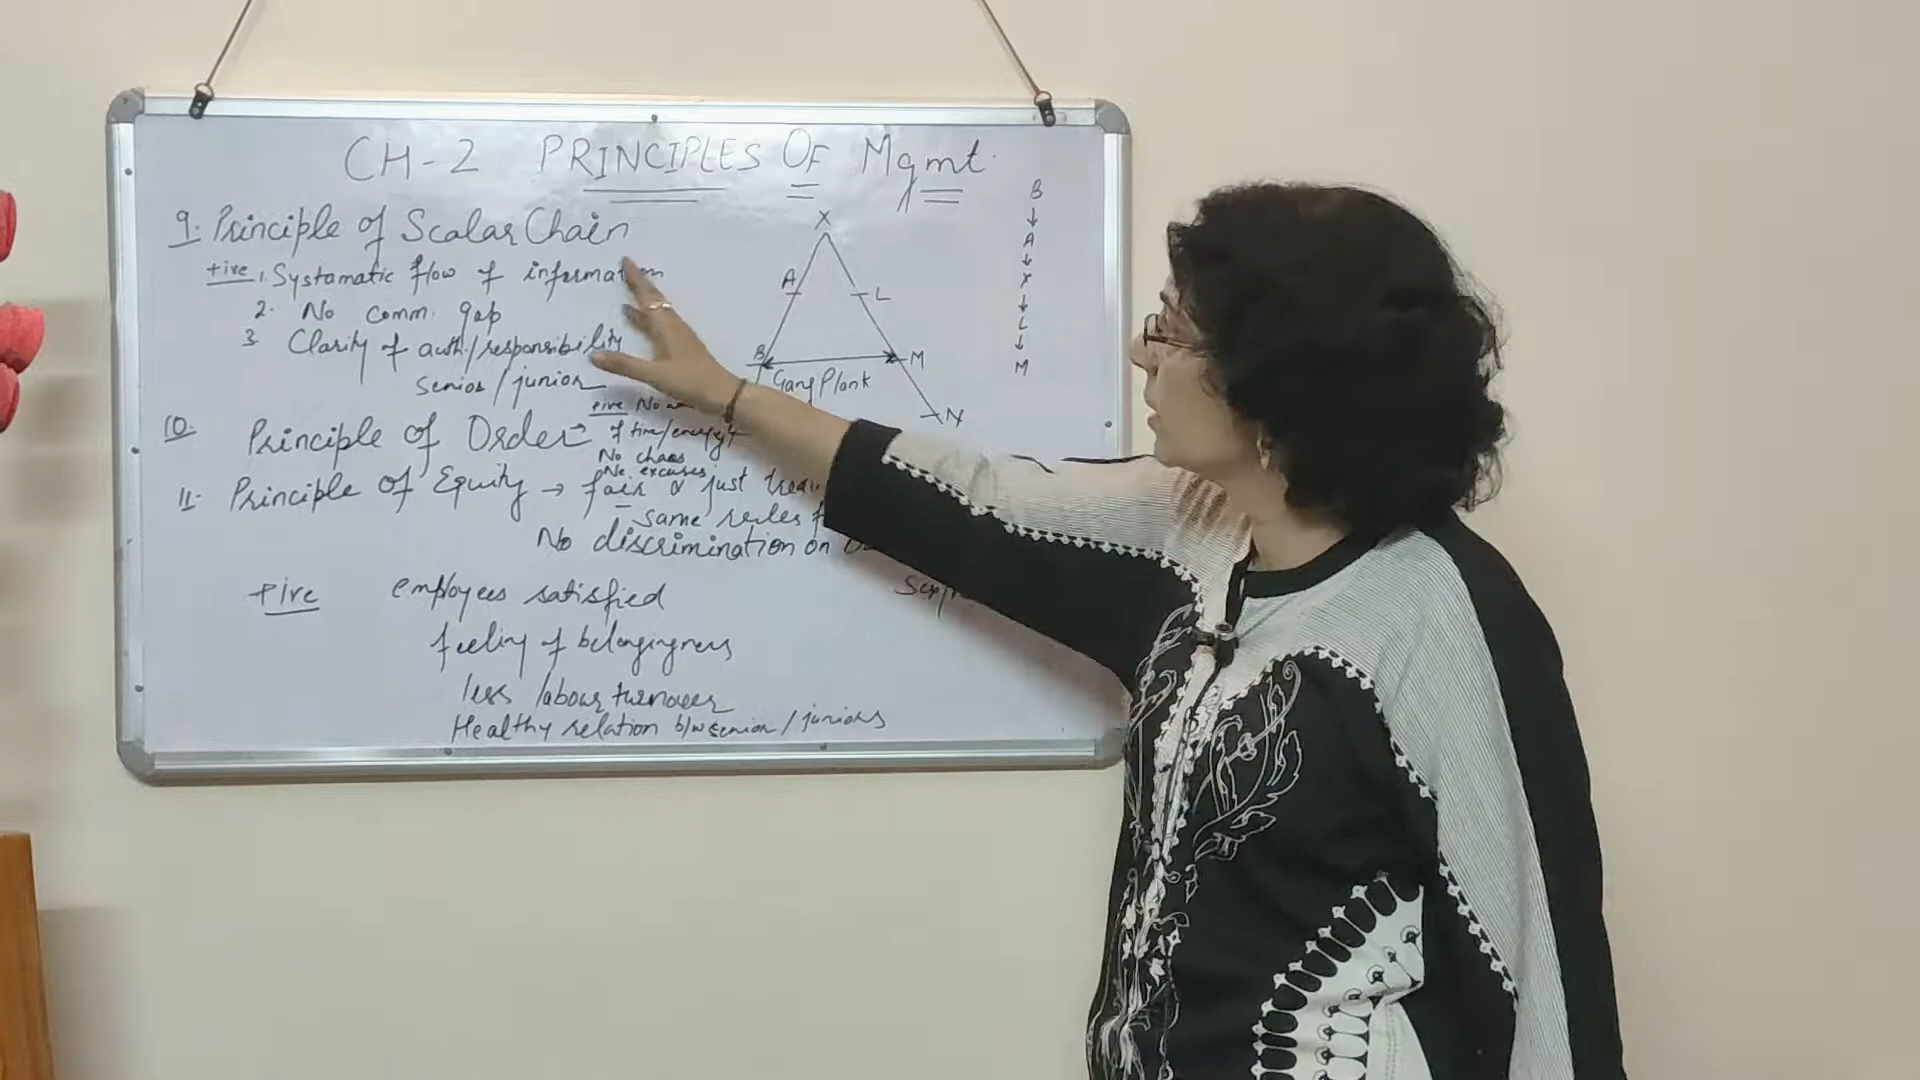 CH-2 PRINCIPLES OF Mgmt.
9. Principle of Scalar Chain
+ive 1. Systamatic flow of information
2. No comm. gap
3. Clarity of auth./responsibility
senior/junior
X
A
L
B
M
Gang Plank
N
B
↓
A
↓
X
↓
L
↓
M
10. Principle of Order →
+ive No
of time/energy
No chaos
No excuses
11. Principle of Equity → fair & just
same rules
No discrimination on
+ive employees satisfied
feeling of belongingness
less labour turnover
Healthy relation b/w senior/juniors